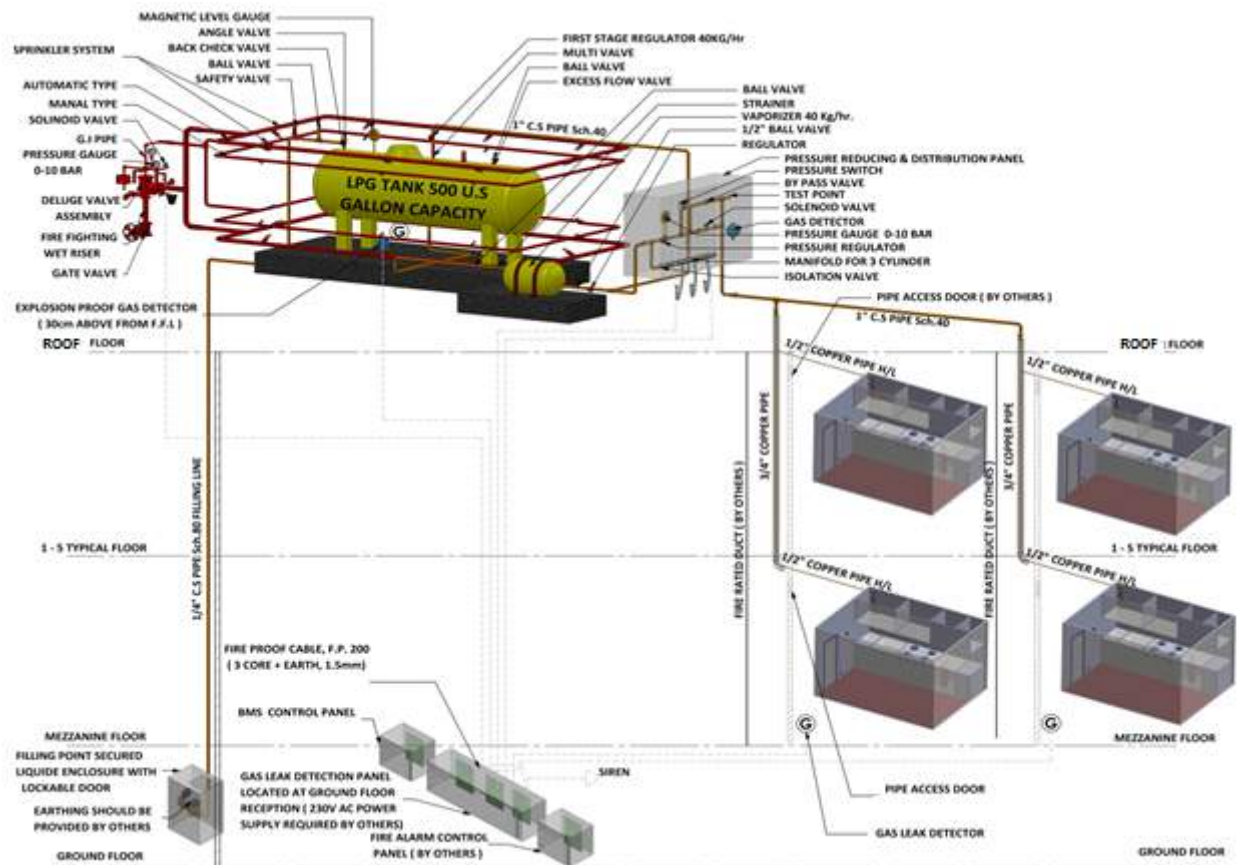 MAGNETIC LEVEL GAUGE
ANGLE VALVE
BACK CHECK VALVE
BALL VALVE
SAFETY VALVE
SPRINKLER SYSTEM
AUTOMATIC TYPE
MANAL TYPE
SOLINOID VALVE
G.I PIPE
PRESSURE GAUGE
0-10 BAR
DELUGE VALVE
ASSEMBLY
FIRE FIGHTING
WET RISER
GATE VALVE
EXPLOSION PROOF GAS DETECTOR
( 30cm ABOVE FROM F.F.L )
FIRST STAGE REGULATOR 40KG/Hr
MULTI VALVE
BALL VALVE
EXCESS FLOW VALVE
BALL VALVE
STRAINER
VAPORIZER 40 Kg/hr.
1/2" BALL VALVE
REGULATOR
PRESSURE REDUCING & DISTRIBUTION PANEL
PRESSURE SWITCH
BY PASS VALVE
TEST POINT
SOLENOID VALVE
GAS DETECTOR
PRESSURE GAUGE 0-10 BAR
PRESSURE REGULATOR
MANIFOLD FOR 3 CYLINDER
ISOLATION VALVE
1" C.S PIPE Sch.40
LPG TANK 500 U.S
GALLON CAPACITY
G
PIPE ACCESS DOOR ( BY OTHERS )
1" C.S PIPE Sch.40
ROOF FLOOR
ROOF : FLOOR
1/2" COPPER PIPE H/L
1/2" COPPER PIPE H/L
1/4" C.S PIPE Sch.80 FILLING LINE
FIRE RATED DUCT ( BY OTHERS )
3/4" COPPER PIPE
FIRE RATED DUCT ( BY OTHERS )
3/4" COPPER PIPE
1 - 5 TYPICAL FLOOR
1 - 5 TYPICAL FLOOR
1/2" COPPER PIPE H/L
1/2" COPPER PIPE H/L
FIRE PROOF CABLE, F.P. 200
( 3 CORE + EARTH, 1.5mm)
BMS CONTROL PANEL
G
G
MEZZANINE FLOOR
MEZZANINE FLOOR
FILLING POINT SECURED
LIQUIDE ENCLOSURE WITH
LOCKABLE DOOR
EARTHING SHOULD BE
PROVIDED BY OTHERS
GAS LEAK DETECTION PANEL
LOCATED AT GROUND FLOOR
RECEPTION ( 230V AC POWER
SUPPLY REQUIRED BY OTHERS)
SIREN
FIRE ALARM CONTROL
PANEL ( BY OTHERS )
PIPE ACCESS DOOR
GAS LEAK DETECTOR
GROUND FLOOR
GROUND FLOOR